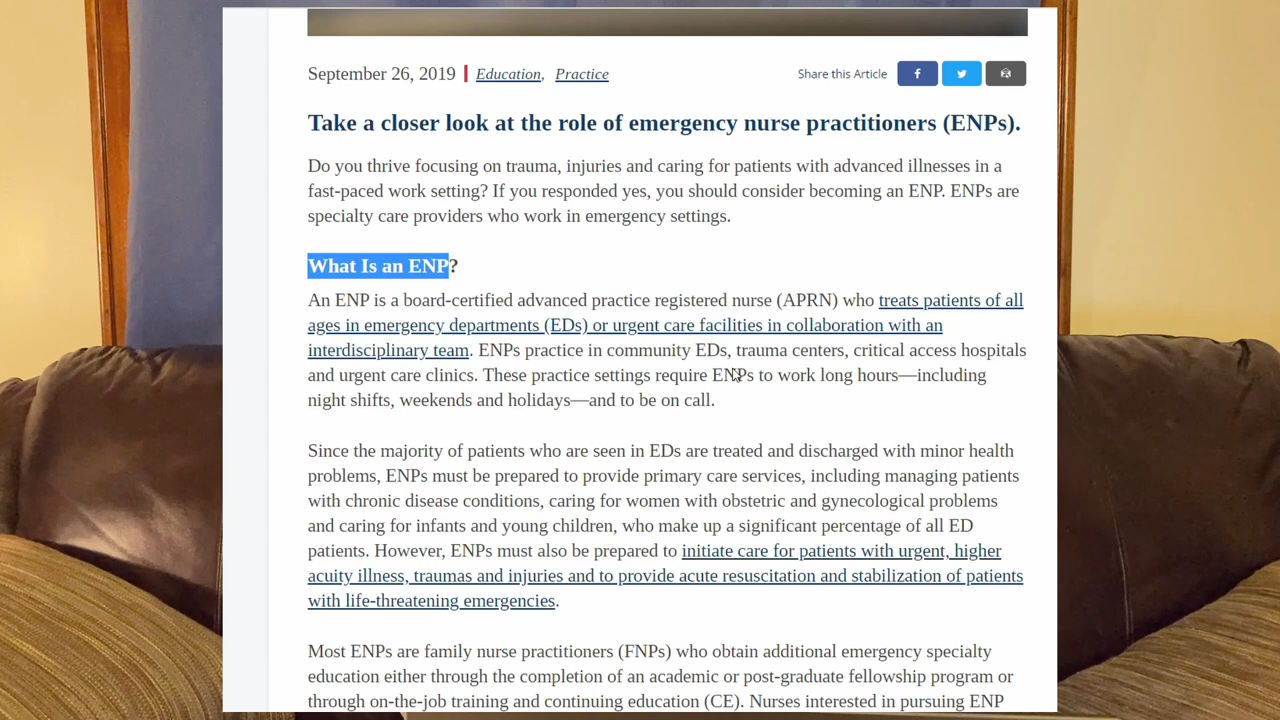 September 26, 2019 Education, Practice Share this Article
Take a closer look at the role of emergency nurse practitioners (ENPs).
Do you thrive focusing on trauma, injuries and caring for patients with advanced illnesses in a
fast-paced work setting? If you responded yes, you should consider becoming an ENP. ENPs are
specialty care providers who work in emergency settings.
What Is an ENP?
An ENP is a board-certified advanced practice registered nurse (APRN) who treats patients of all
ages in emergency departments (EDs) or urgent care facilities in collaboration with an
interdisciplinary team. ENPs practice in community EDs, trauma centers, critical access hospitals
and urgent care clinics. These practice settings require ENPs to work long hours—including
night shifts, weekends and holidays—and to be on call.
Since the majority of patients who are seen in EDs are treated and discharged with minor health
problems, ENPs must be prepared to provide primary care services, including managing patients
with chronic disease conditions, caring for women with obstetric and gynecological problems
and caring for infants and young children, who make up a significant percentage of all ED
patients. However, ENPs must also be prepared to initiate care for patients with urgent, higher
acuity illness, traumas and injuries and to provide acute resuscitation and stabilization of patients
with life-threatening emergencies.
Most ENPs are family nurse practitioners (FNPs) who obtain additional emergency specialty
education either through the completion of an academic or post-graduate fellowship program or
through on-the-job training and continuing education (CE). Nurses interested in pursuing ENP